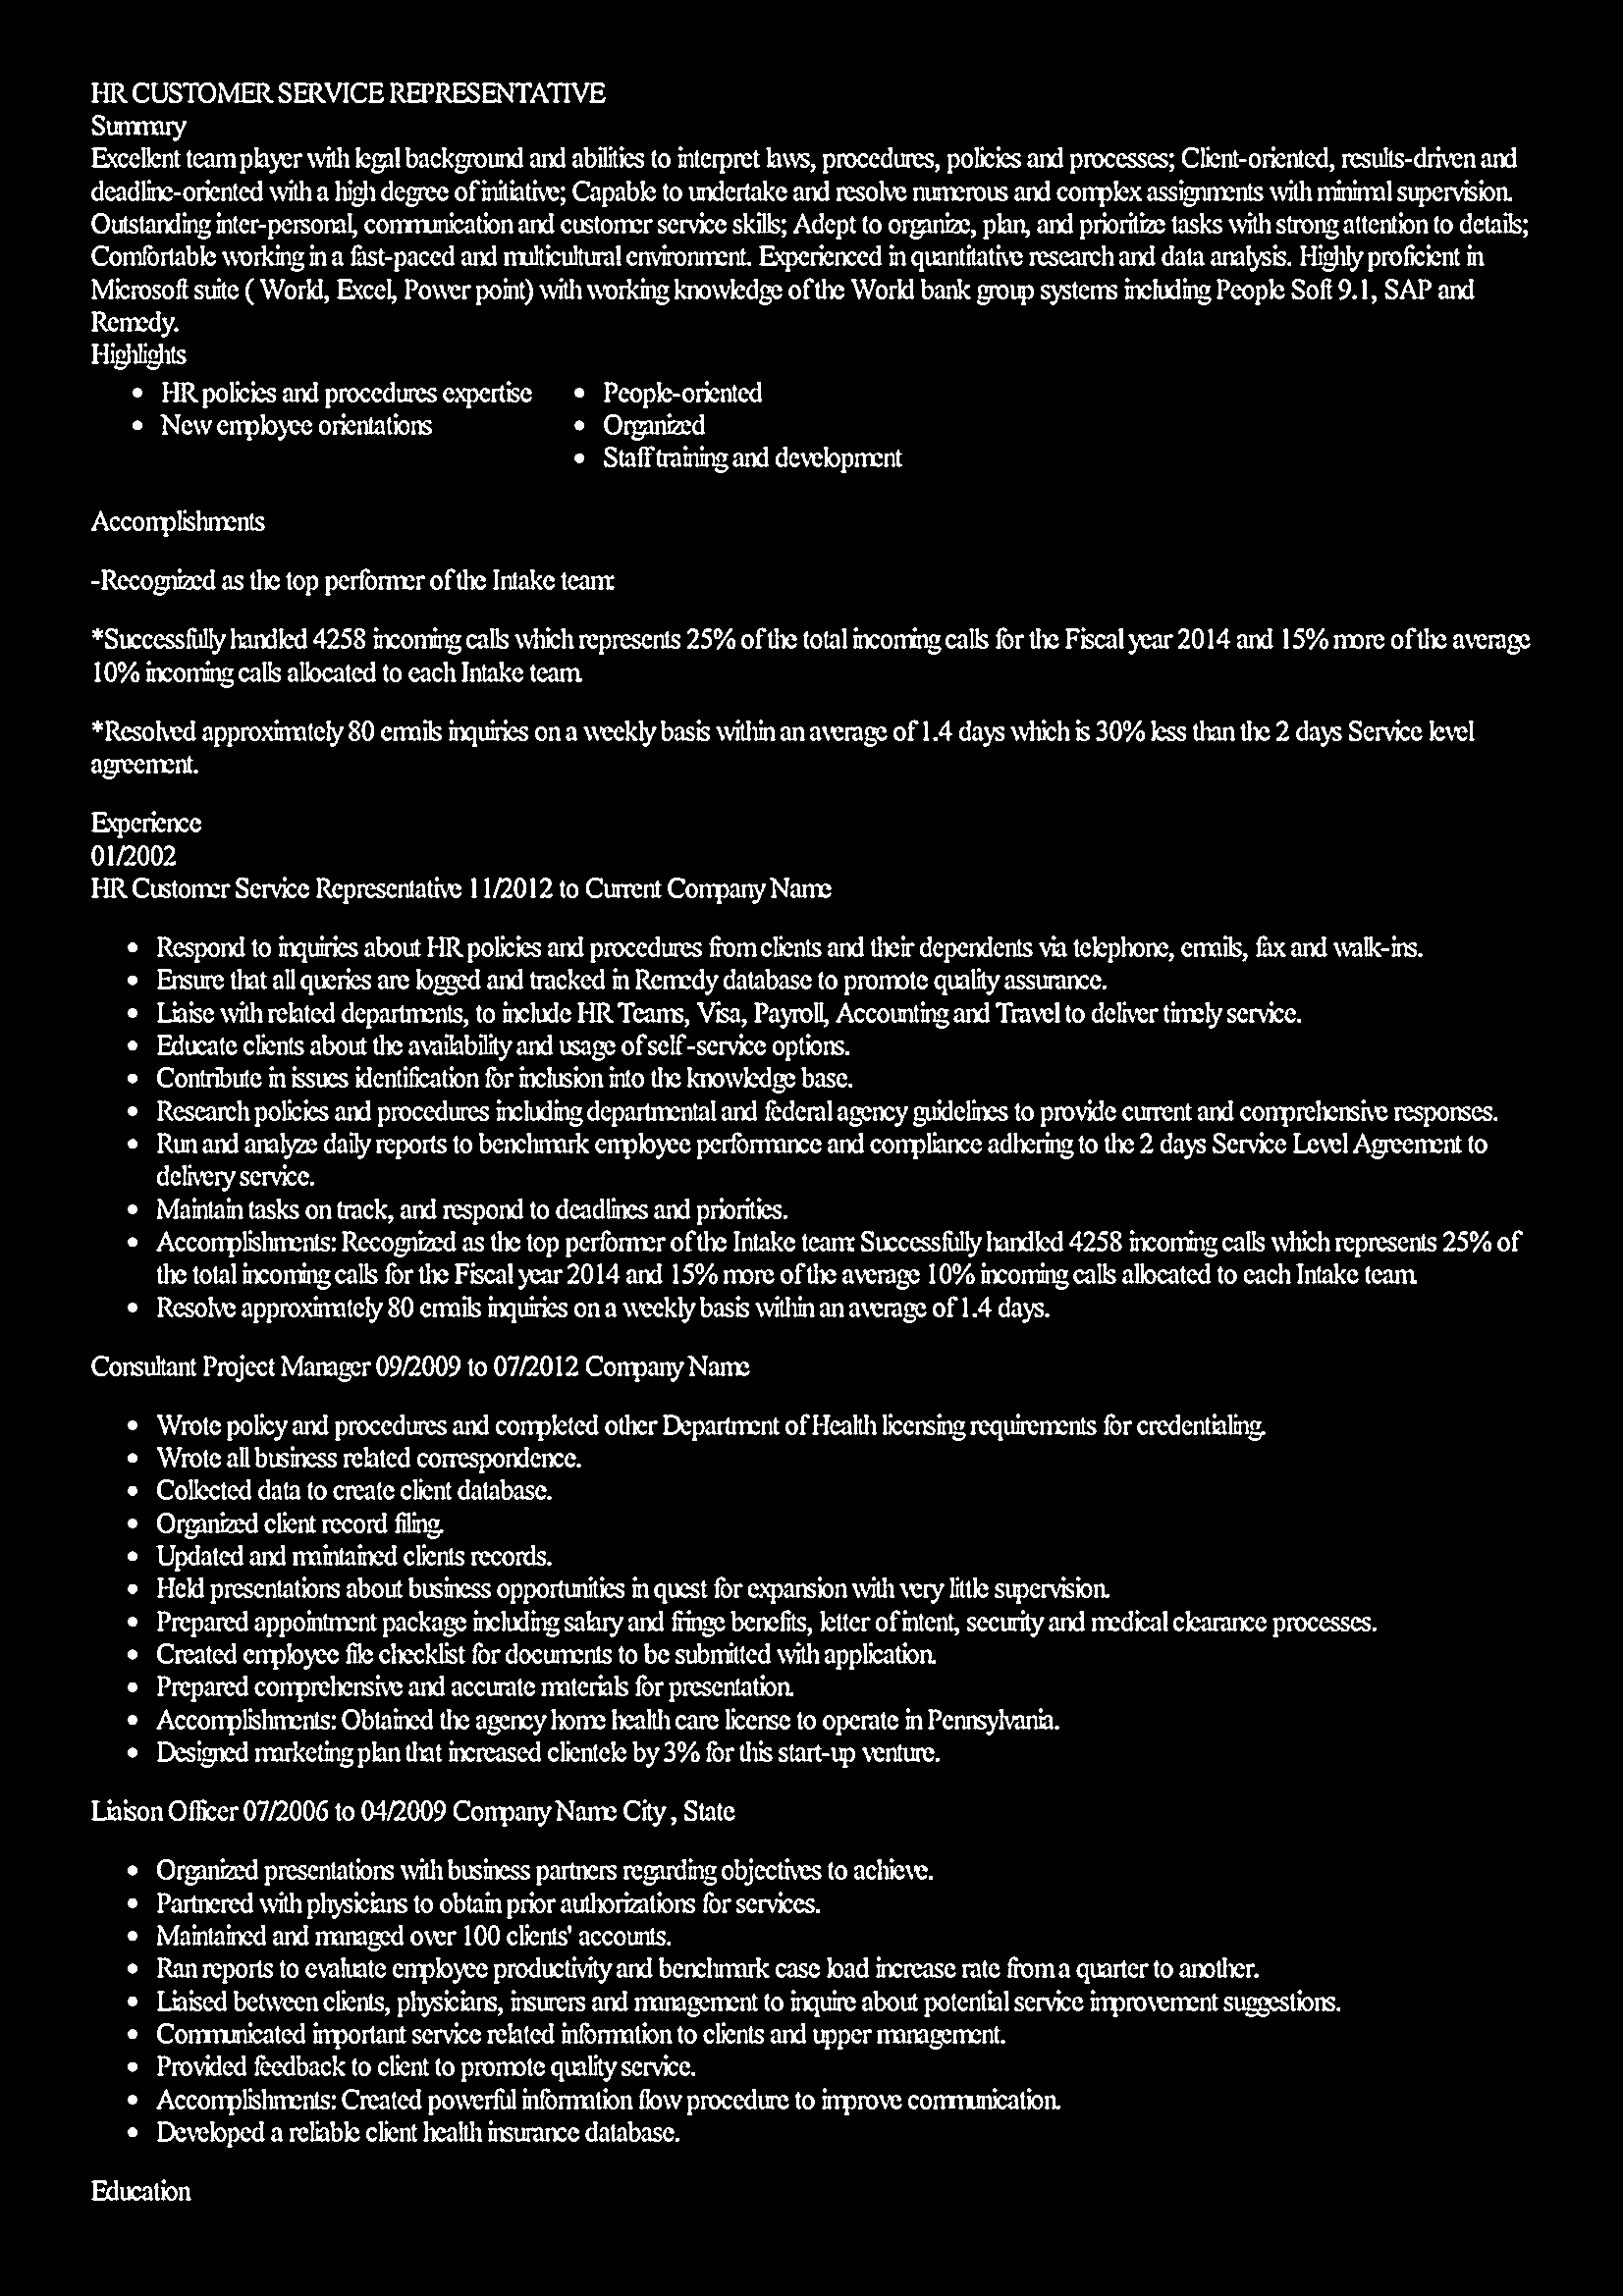 HR CUSTOMER SERVICE REPRESENTATIVE
Summary
Excellent team player with legal background and abilities to interpret laws, procedures, policies and processes; Client-oriented, results-driven and
deadline-oriented with a high degree of initiative; Capable to undertake and resolve numerous and complex assignments with minimal supervision.
Outstanding inter-personal, communication and customer service skills; Adept to organize, plan, and prioritize tasks with strong attention to details;
Comfortable working in a fast-paced and multicultural environment. Experienced in quantitative research and data analysis. Highly proficient in
Microsoft suite ( World, Excel, Power point) with working knowledge of the World bank group systems including People Soft 9.1, SAP and
Remedy.
Highlights
• HR policies and procedures expertise • People-oriented
• New employee orientations • Organized
• Staff training and development
Accomplishments
-Recognized as the top performer of the Intake team:
*Successfully handled 4258 incoming calls which represents 25% of the total incoming calls for the Fiscal year 2014 and 15% more of the average
10% incoming calls allocated to each Intake team.
*Resolved approximately 80 emails inquiries on a weekly basis within an average of 1.4 days which is 30% less than the 2 days Service level
agreement.
Experience
01/2002
HR Customer Service Representative 11/2012 to Current Company Name
• Respond to inquiries about HR policies and procedures from clients and their dependents via telephone, emails, fax and walk-ins.
• Ensure that all queries are logged and tracked in Remedy database to promote quality assurance.
• Liaise with related departments, to include HR Teams, Visa, Payroll, Accounting and Travel to deliver timely service.
• Educate clients about the availability and usage of self-service options.
• Contribute in issues identification for inclusion into the knowledge base.
• Research policies and procedures including departmental and federal agency guidelines to provide current and comprehensive responses.
• Run and analyze daily reports to benchmark employee performance and compliance adhering to the 2 days Service Level Agreement to
delivery service.
• Maintain tasks on track, and respond to deadlines and priorities.
• Accomplishments: Recognized as the top performer of the Intake team: Successfully handled 4258 incoming calls which represents 25% of
the total incoming calls for the Fiscal year 2014 and 15% more of the average 10% incoming calls allocated to each Intake team.
• Resolve approximately 80 emails inquiries on a weekly basis within an average of 1.4 days.
Consultant Project Manager 09/2009 to 07/2012 Company Name
• Wrote policy and procedures and completed other Department of Health licensing requirements for credentialing.
• Wrote all business related correspondence.
• Collected data to create client database.
• Organized client record filing.
• Updated and maintained clients records.
• Held presentations about business opportunities in quest for expansion with very little supervision.
• Prepared appointment package including salary and fringe benefits, letter of intent, security and medical clearance processes.
• Created employee file checklist for documents to be submitted with application.
• Prepared comprehensive and accurate materials for presentation.
• Accomplishments: Obtained the agency home health care license to operate in Pennsylvania.
• Designed marketing plan that increased clientele by 3% for this start-up venture.
Liaison Officer 07/2006 to 04/2009 Company Name City , State
• Organized presentations with business partners regarding objectives to achieve.
• Partnered with physicians to obtain prior authorizations for services.
• Maintained and managed over 100 clients' accounts.
• Ran reports to evaluate employee productivity and benchmark case load increase rate from a quarter to another.
• Liaised between clients, physicians, insurers and management to inquire about potential service improvement suggestions.
• Communicated important service related information to clients and upper management.
• Provided feedback to client to promote quality service.
• Accomplishments: Created powerful information flow procedure to improve communication.
• Developed a reliable client health insurance database.
Education